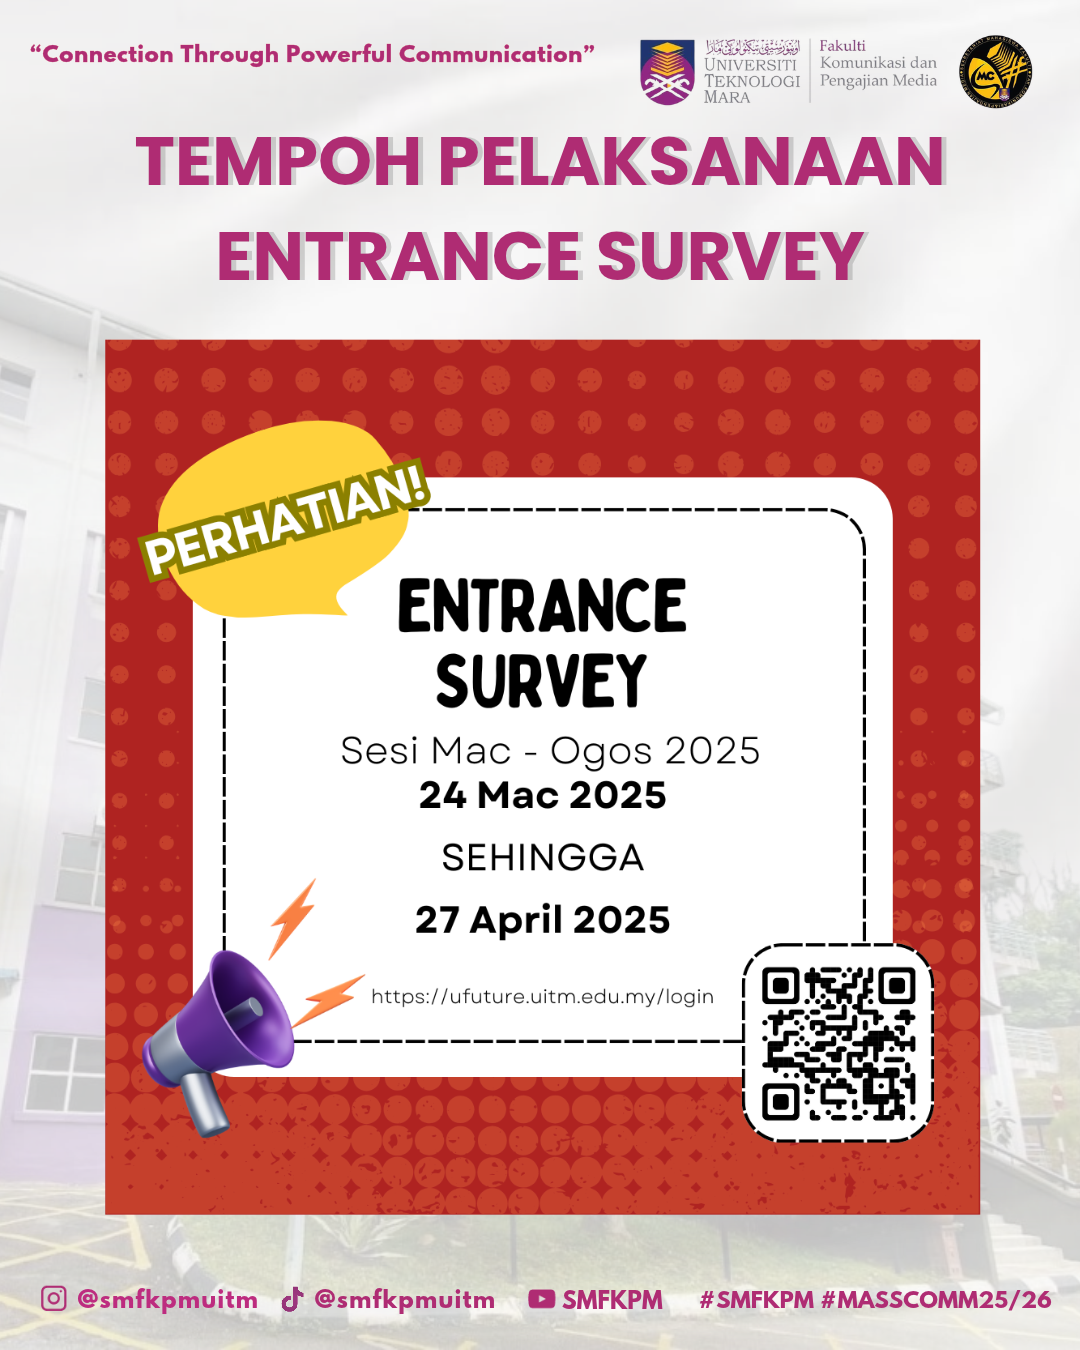 “Connection Through Powerful Communication”
UNIVERSITI
TEKNOLOGI
MARA
Fakulti
Komunikasi dan
Pengajian Media
MC
TEMPOH PELAKSANAAN
ENTRANCE SURVEY
PERHATIAN!
ENTRANCE
SURVEY
Sesi Mac - Ogos 2025
24 Mac 2025
SEHINGGA
27 April 2025
https://ufuture.uitm.edu.my/login
@smfkpmuitm
@smfkpmuitm
SMFKPM
#SMFKPM #MASSCOMM25/26